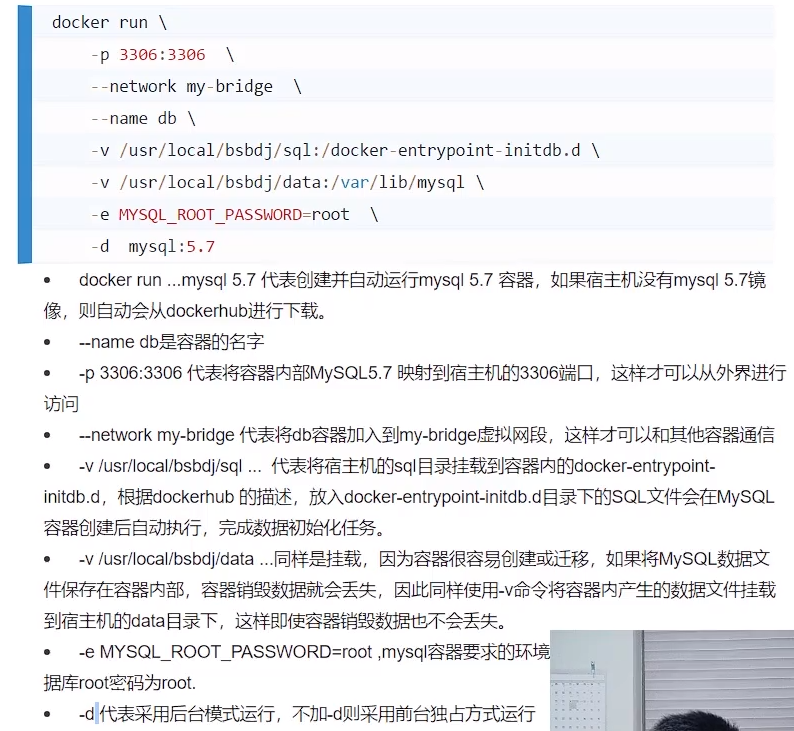 docker run \
-p 3306:3306 \
--network my-bridge \
--name db \
-v /usr/local/bsbdj/sql:/docker-entrypoint-initdb.d \
-v /usr/local/bsbdj/data:/var/lib/mysql \
-e MYSQL_ROOT_PASSWORD=root \
-d mysql:5.7
• docker run ...mysql 5.7 代表创建并自动运行mysql 5.7 容器，如果宿主机没有mysql 5.7镜
像，则自动会从dockerhub进行下载。
• --name db是容器的名字
• -p 3306:3306 代表将容器内部MySQL5.7 映射到宿主机的3306端口，这样才可以从外界进行
访问
• --network my-bridge 代表将db容器加入到my-bridge虚拟网段，这样才可以和其他容器通信
• -v /usr/local/bsbdj/sql ... 代表将宿主机的sql目录挂载到容器内的docker-entrypoint-
initdb.d，根据dockerhub 的描述，放入docker-entrypoint-initdb.d目录下的SQL文件会在MySQL
容器创建后自动执行，完成数据初始化任务。
• -v /usr/local/bsbdj/data ...同样是挂载，因为容器很容易创建或迁移，如果将MySQL数据文
件保存在容器内部，容器销毁数据就会丢失，因此同样使用-v命令将容器内产生的数据文件挂载
到宿主机的data目录下，这样即使容器销毁数据也不会丢失。
• -e MYSQL_ROOT_PASSWORD=root ,mysql容器要求的环境
据库root密码为root.
• -d 代表采用后台模式运行，不加-d则采用前台独占方式运行